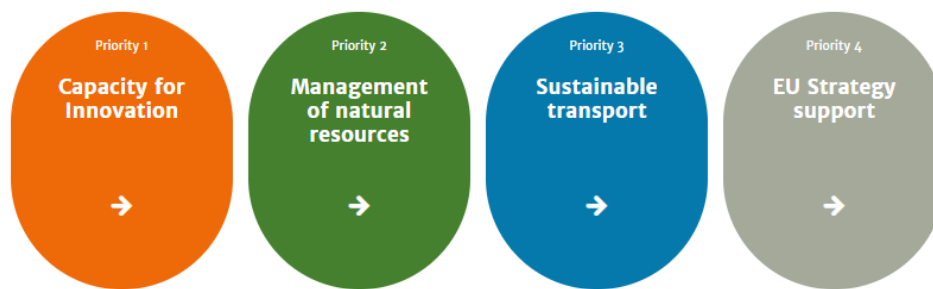 Priority 1
Capacity for
Innovation
Priority 2
Management
of natural
resources
Priority 3
Sustainable
transport
Priority 4
EU Strategy
support